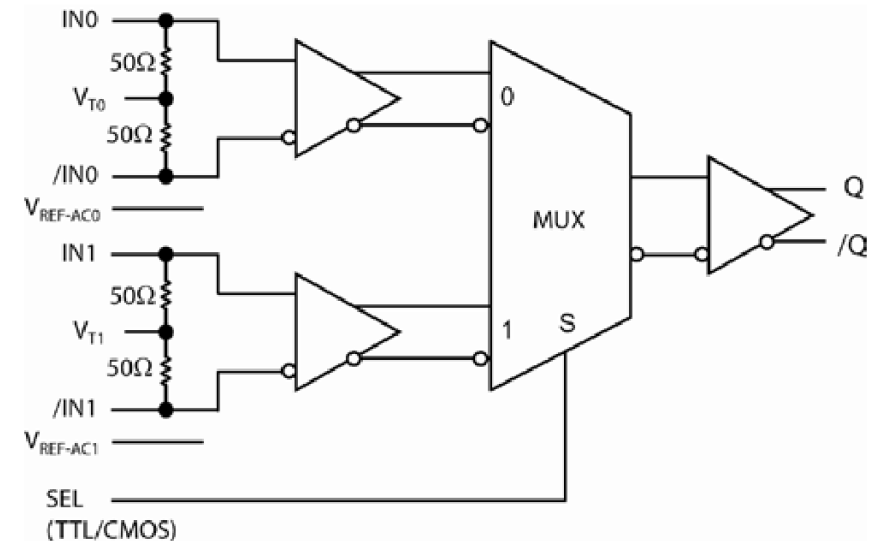 IN0
50Ω
VT0
50Ω
/IN0
VREF-AC0
IN1
50Ω
VT1
50Ω
/IN1
VREF-AC1
SEL
(TTL/CMOS)
0
1
MUX
S
Q
/Q